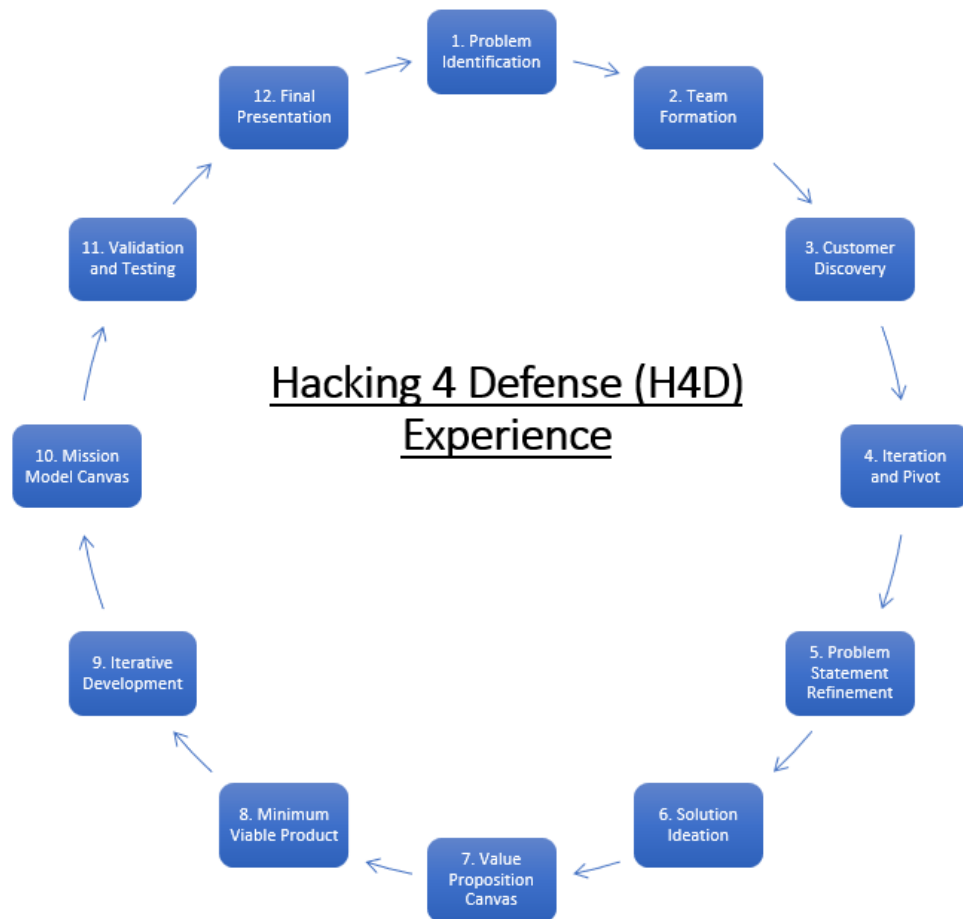 1. Problem
Identification
2. Team
Formation
3. Customer
Discovery
4. Iteration
and Pivot
5. Problem
Statement
Refinement
6. Solution
Ideation
7. Value
Proposition
Canvas
8. Minimum
Viable Product
9. Iterative
Development
10. Mission
Model Canvas
11. Validation
and Testing
12. Final
Presentation
Hacking 4 Defense (H4D)
Experience